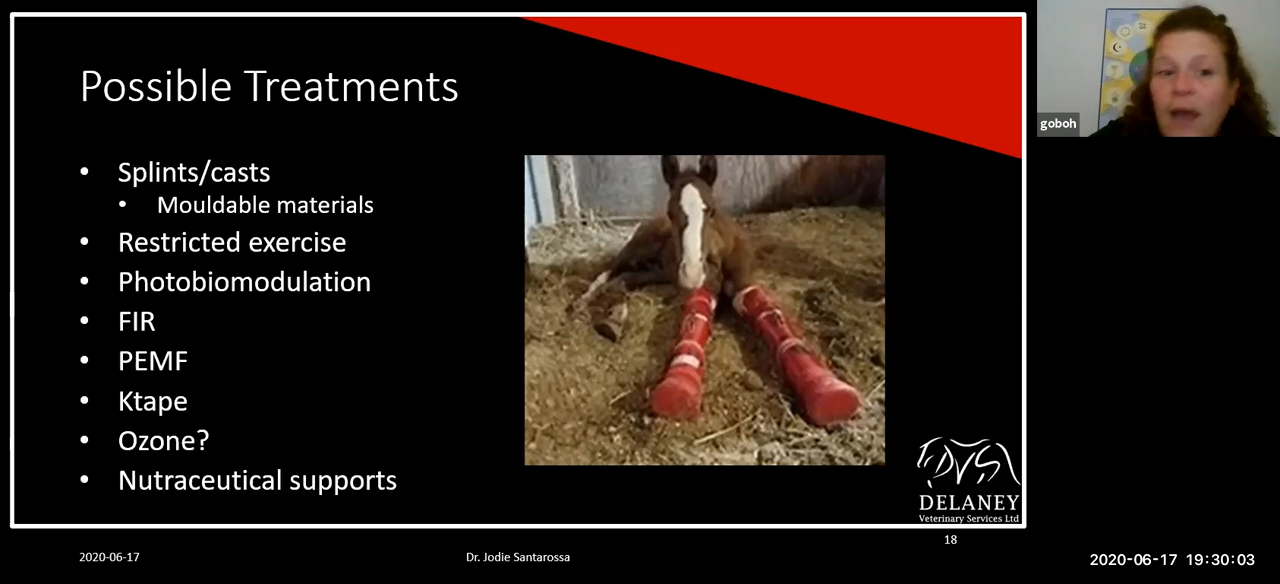 Possible Treatments
• Splints/casts
• Mouldable materials
• Restricted exercise
• Photobiomodulation
• FIR
• PEMF
• Ktape
• Ozone?
• Nutraceutical supports
DVS
DELANEY
Veterinary Services Ltd
goboh
18
2020-06-17
Dr. Jodie Santarossa
2020-06-17 19:30:03